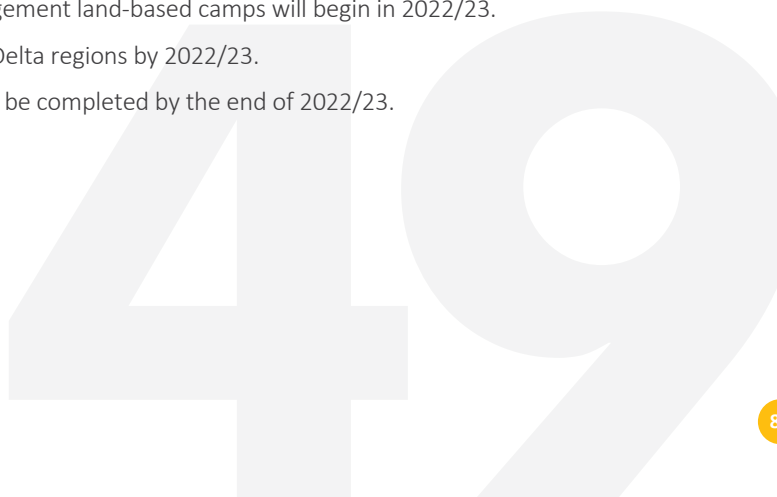 gement land-based camps will begin in 2022/23.
Delta regions by 2022/23.
be completed by the end of 2022/23.
49
8